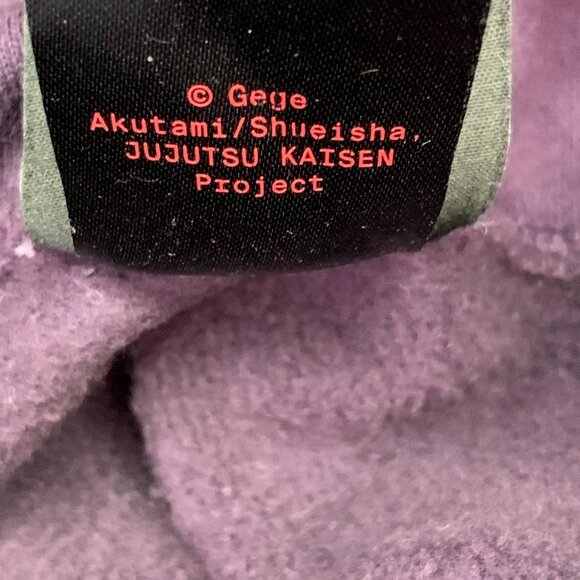 © Gege
Akutami/Shueisha,
JUJUTSU KAISEN
Project